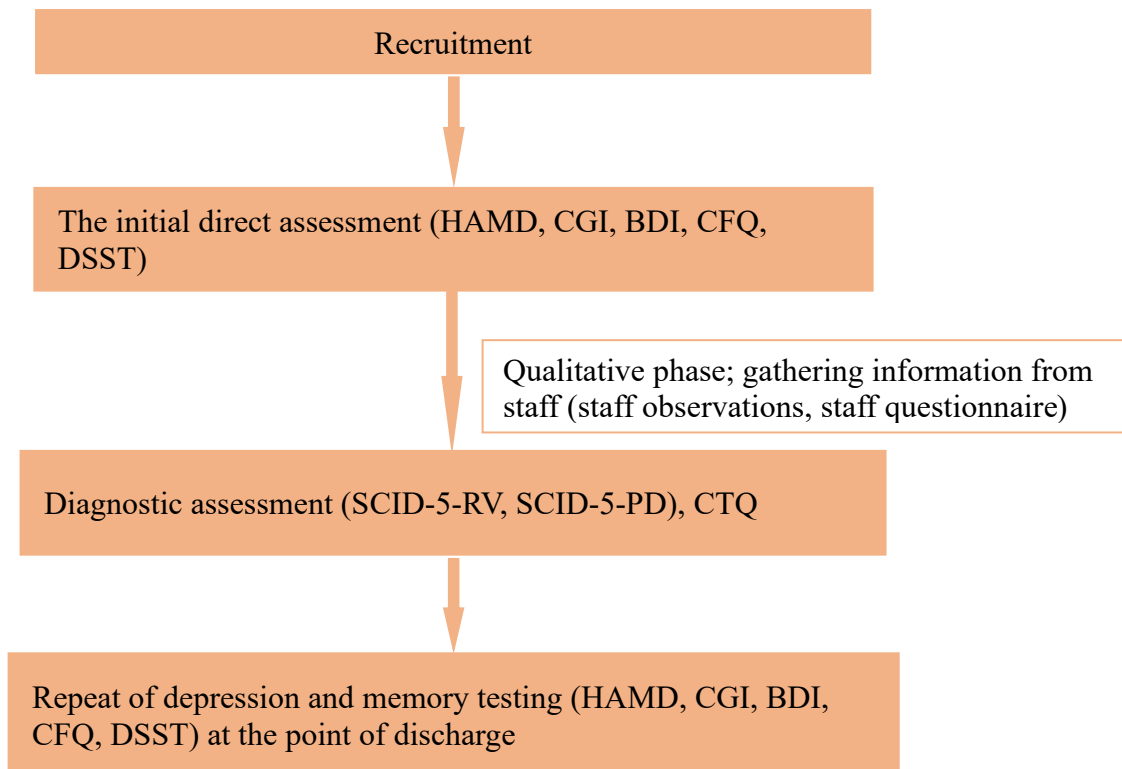 Recruitment
The initial direct assessment (HAMD, CGI, BDI, CFQ,
DSST)
Qualitative phase; gathering information from
staff (staff observations, staff questionnaire)
Diagnostic assessment (SCID-5-RV, SCID-5-PD), CTQ
Repeat of depression and memory testing (HAMD, CGI, BDI,
CFQ, DSST) at the point of discharge